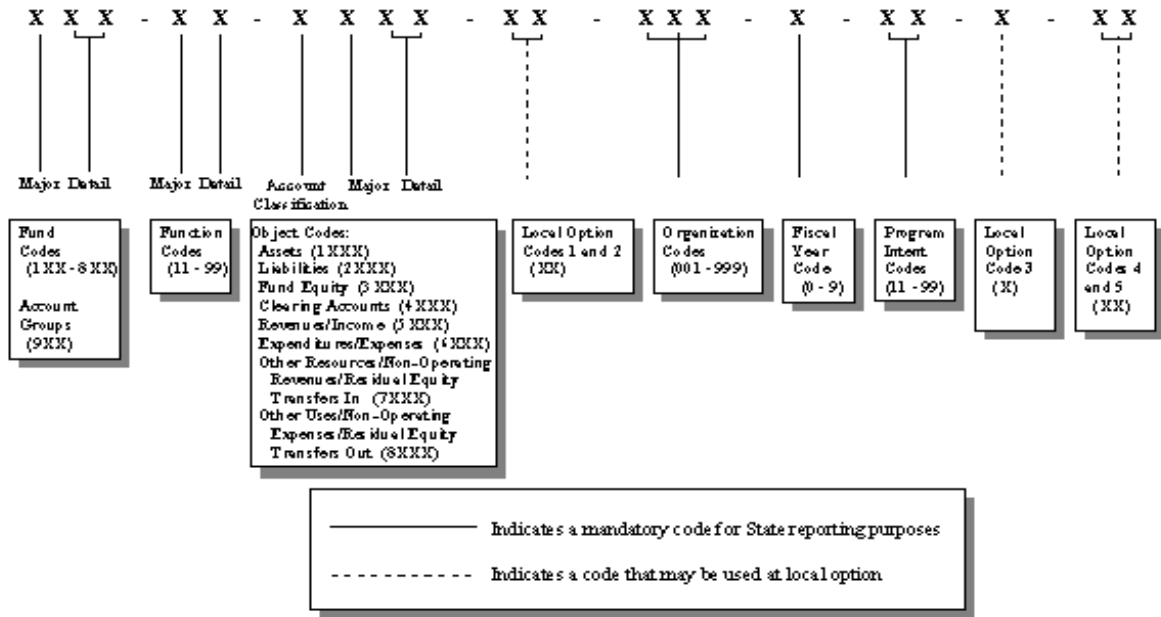 X X X - X X - X X X X - X X - X X X - X - X X - X - X X
Major Detail Major Detail Account Classification Major Detail
Fund
Codes
(1XX - 8XX)
Account
Groups
(9XX)
Function
Codes
(11 - 99)
Object Codes:
Assets (1XXX)
Liabilities (2XXX)
Fund Equity (3XXX)
Clearing Accounts (4XXX)
Revenues/Income (5XXX)
Expenditures/Expenses (6XXX)
Other Resources/Non-Operating
Revenues/Residual Equity
Transfers In (7XXX)
Other Uses/Non-Operating
Expenses/Residual Equity
Transfers Out (8XXX)
Local Option
Codes 1 and 2
(XX)
Organization
Codes
(001 - 999)
Fiscal
Year
Code
(0 - 9)
Program
Intent
Codes
(11 - 99)
Local
Option
Code 3
(X)
Local
Option
Codes 4
and 5
(XX)
Indicates a mandatory code for State reporting purposes
Indicates a code that may be used at local option